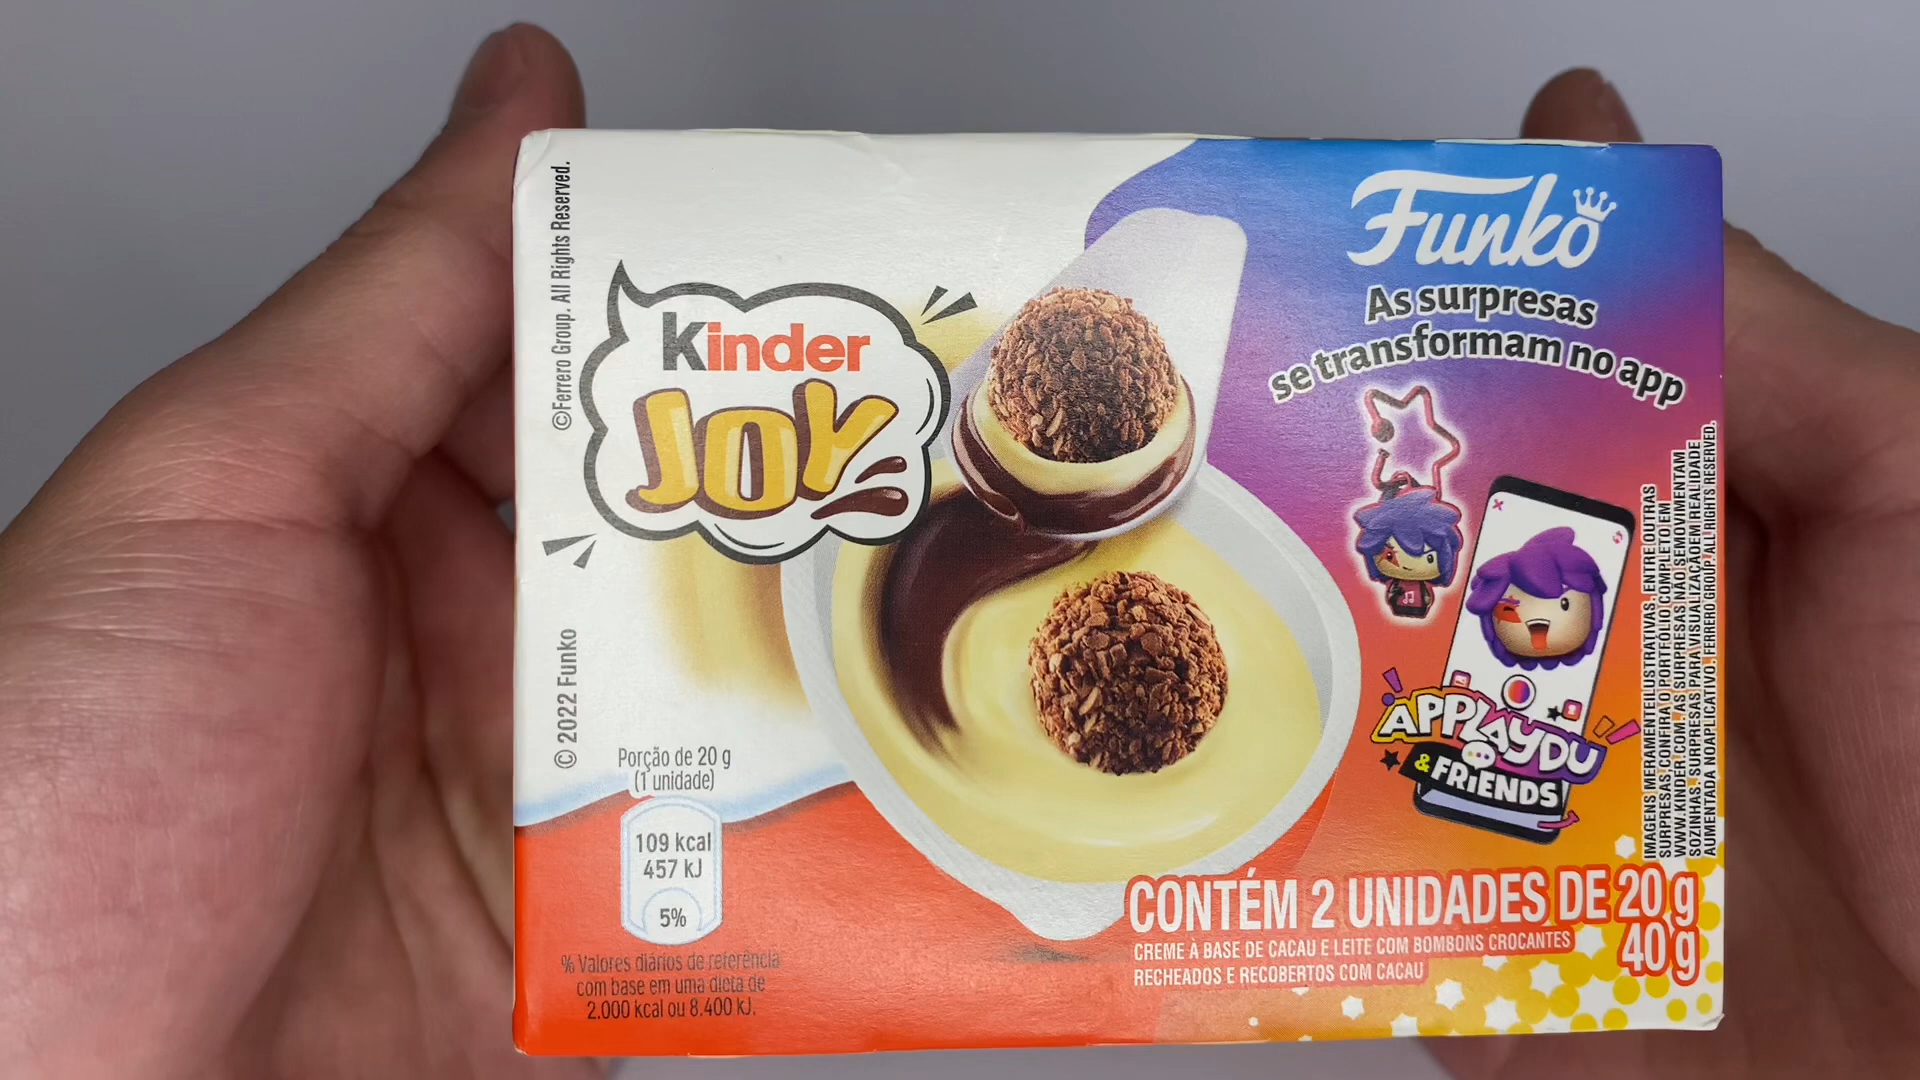 ©Ferrero Group. All Rights Reserved.
© 2022 Funko
Kinder
JOY
Funko
As surpresas
se transformam no app
APPLAYDU
& FRIENDS
Porção de 20 g
(1 unidade)
109 kcal
457 kJ
5%
% Valores diários de referência
com base em uma dieta de
2.000 kcal ou 8.400 kJ.
CONTÉM 2 UNIDADES DE 20 g
40 g
CREME À BASE DE CACAU E LEITE COM BOMBONS CROCANTES
RECHEADOS E RECOBERTOS COM CACAU
IMAGENS MERAMENTE ILUSTRATIVAS. ENTRE OUTRAS
SURPRESAS. CONFIRA O PORTFÓLIO COMPLETO EM
WWW.KINDER.COM. AS SURPRESAS NÃO SE MOVIMENTAM
SOZINHAS. SURPRESAS PARA VISUALIZAÇÃO EM REALIDADE
AUMENTADA NO APLICATIVO. FERRERO GROUP. ALL RIGHTS RESERVED.